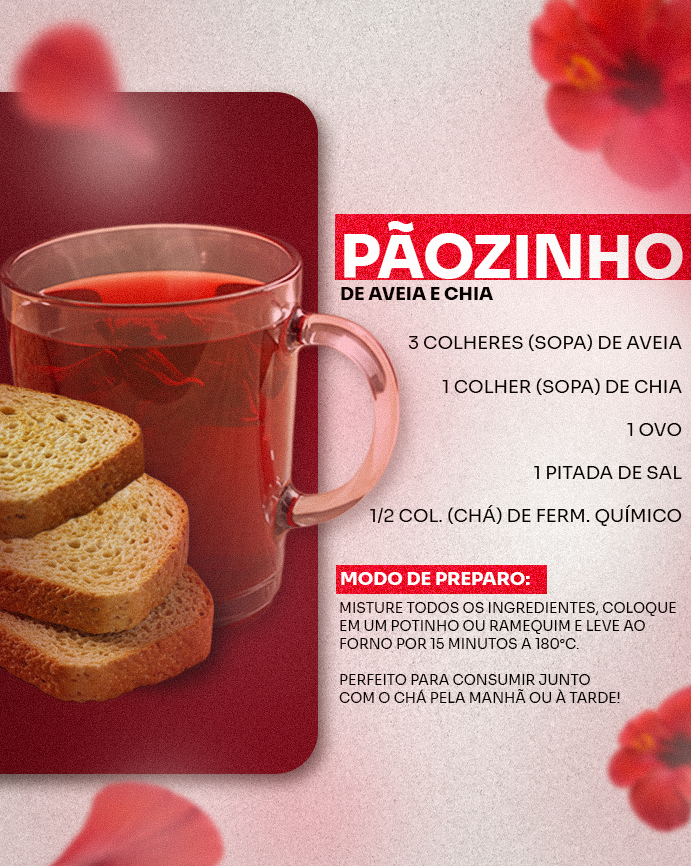 PÃOZINHO
DE AVEIA E CHIA
3 COLHERES (SOPA) DE AVEIA
1 COLHER (SOPA) DE CHIA
1 OVO
1 PITADA DE SAL
1/2 COL. (CHÁ) DE FERM. QUÍMICO
MODO DE PREPARO:
MISTURE TODOS OS INGREDIENTES, COLOQUE
EM UM POTINHO OU RAMEQUIM E LEVE AO
FORNO POR 15 MINUTOS A 180°C.
PERFEITO PARA CONSUMIR JUNTO
COM O CHÁ PELA MANHÃ OU À TARDE!